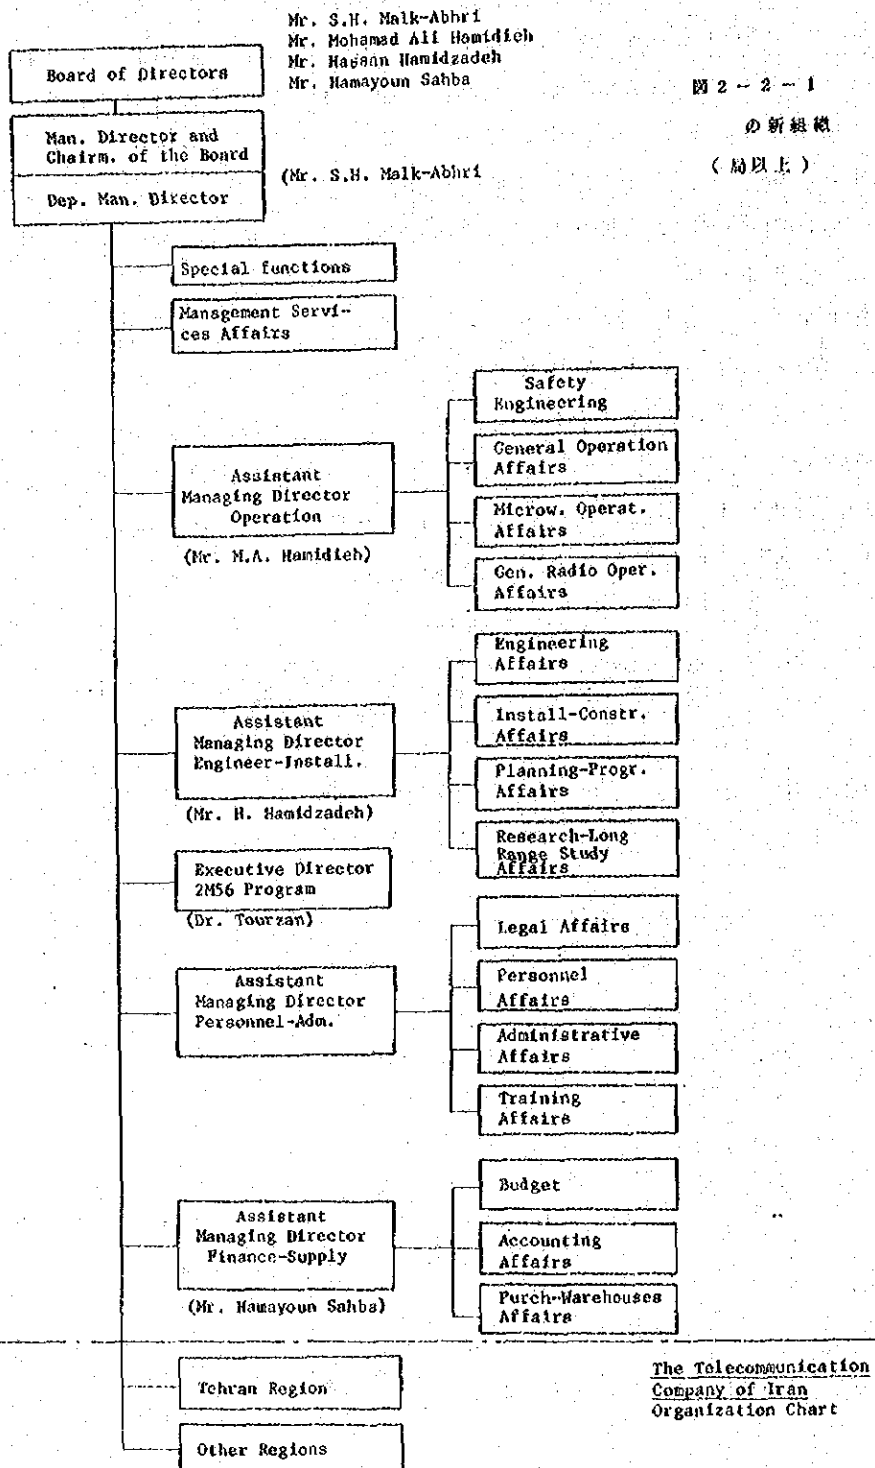 Mr. S.H. Malk-Abhri
Mr. Mohamad Ali Hamidieh
Mr. Hassan Hamidzadeh
Mr. Hamayoun Sahba
Board of Directors
図2-2-1
の新組織
(局以上)
Man. Director and
Chairm. of the Board
Dep. Man. Director
(Mr. S.H. Malk-Abhri
Special functions
Management Servi-
ces Affairs
Assistant
Managing Director
Operation
(Mr. M.A. Hamidieh)
Safety
Engineering
General Operation
Affairs
Microw. Operat.
Affairs
Gen. Radio Oper.
Affairs
Assistant
Managing Director
Engineer-Install.
(Mr. H. Hamidzadeh)
Engineering
Affairs
Install-Constr.
Affairs
Planning-Progr.
Affairs
Research-Long
Range Study
Affairs
Executive Director
2M56 Program
(Dr. Tourzan)
Assistant
Managing Director
Personnel-Adm.
Legal Affairs
Personnel
Affairs
Administrative
Affairs
Training
Affairs
Assistant
Managing Director
Finance-Supply
(Mr. Hamayoun Sahba)
Budget
Accounting
Affairs
Purch-Warehouses
Affairs
Tehran Region
Other Regions
The Telecommunication
Company of Iran
Organization Chart